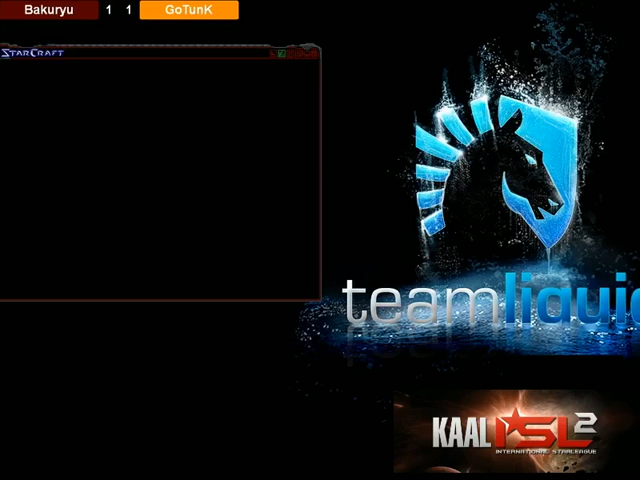 Bakuryu 1 1 GoTunK
STARCRAFT
teamliquid
KAAL ISL2
INTERNATIONAL STARLEAGUE